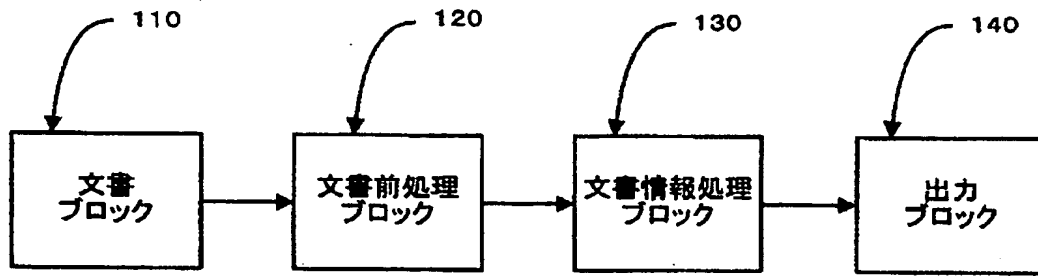 110
120
130
140
文書
ブロック
文書前処理
ブロック
文書情報処理
ブロック
出力
ブロック